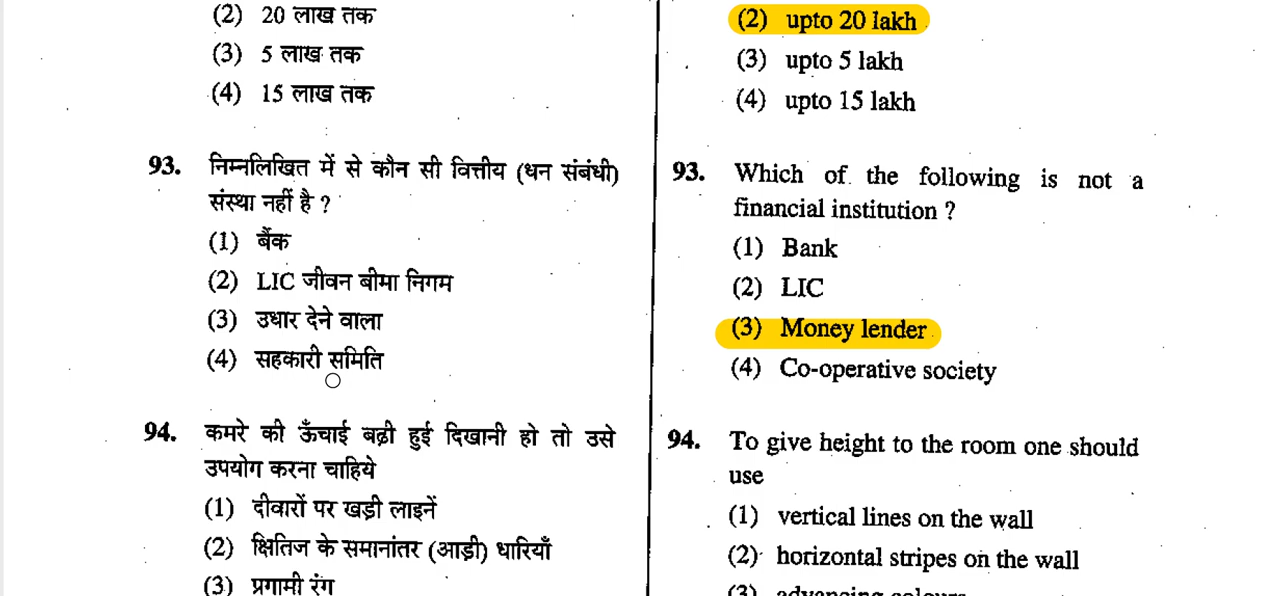 (2) 20 लाख तक
(3) 5 लाख तक
(4) 15 लाख तक
93. निम्नलिखित में से कौन सी वित्तीय (धन संबंधी)
संस्था नहीं है ?
(1) बैंक
(2) LIC जीवन बीमा निगम
(3) उधार देने वाला
(4) सहकारी समिति
94. कमरे की ऊँचाई बढ़ी हुई दिखानी हो तो उसे
उपयोग करना चाहिये
(1) दीवारों पर खड़ी लाइनें
(2) क्षितिज के समानांतर (आड़ी) धारियाँ
(3) प्रगामी रंग
(2) upto 20 lakh
(3) upto 5 lakh
(4) upto 15 lakh
93. Which of the following is not a
financial institution ?
(1) Bank
(2) LIC
(3) Money lender
(4) Co-operative society
94. To give height to the room one should
use
(1) vertical lines on the wall
(2) horizontal stripes on the wall
(3) advancing colours